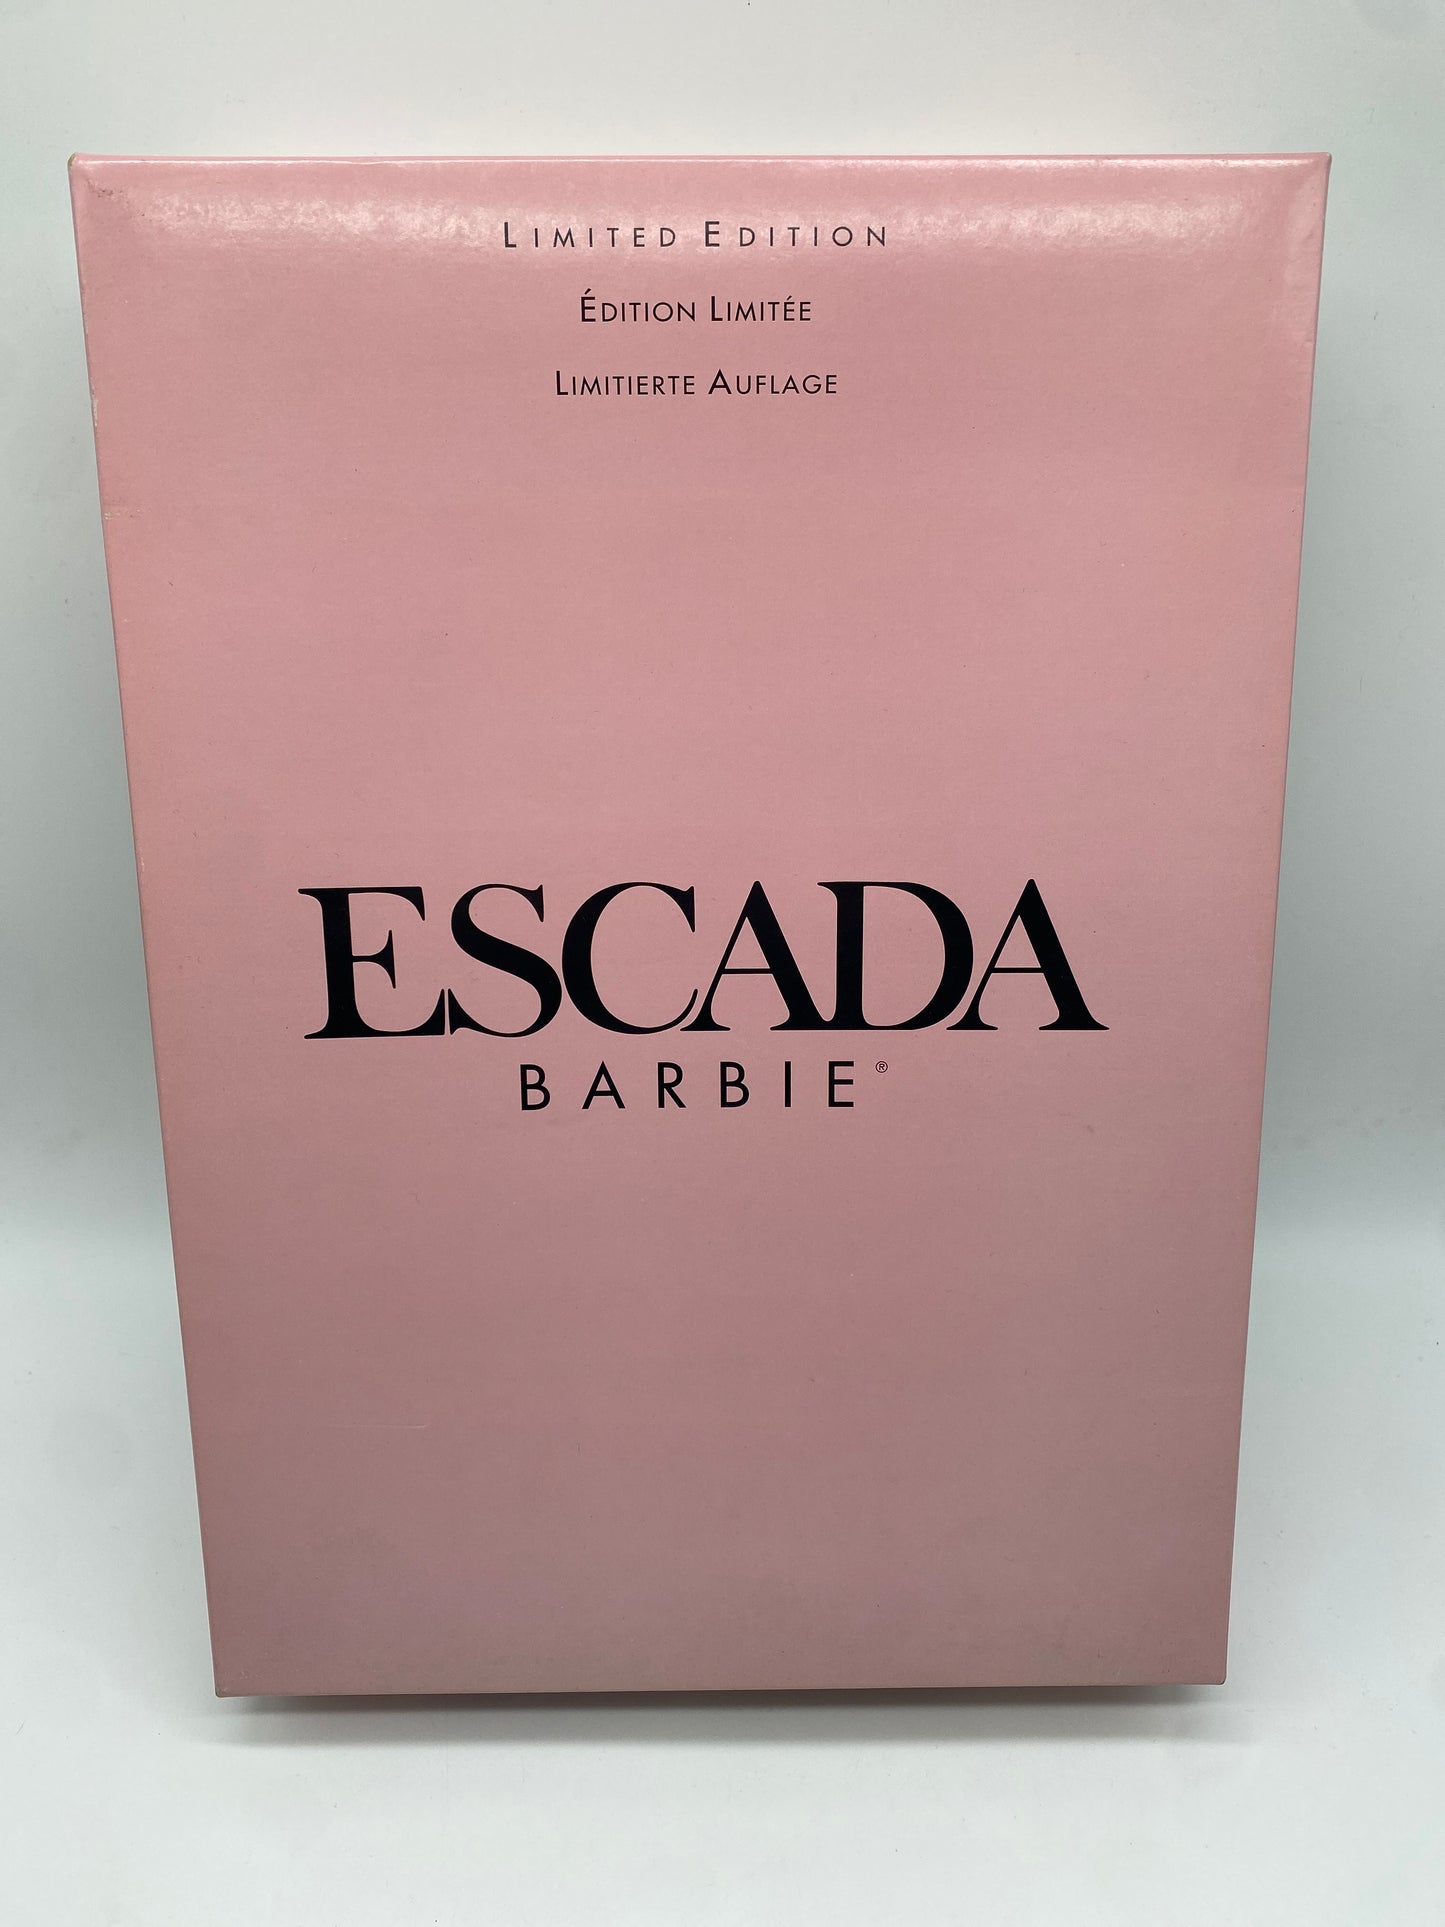 LIMITED EDITION
ÉDITION LIMITÉE
LIMITIERTE AUFLAGE
ESCADA
BARBIE®